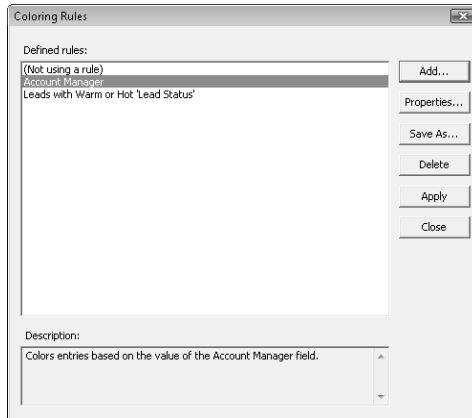 Coloring Rules
Defined rules:
(Not using a rule)
Account Manager
Leads with Warm or Hot 'Lead Status'
Add...
Properties...
Save As...
Delete
Apply
Close
Description:
Colors entries based on the value of the Account Manager field.